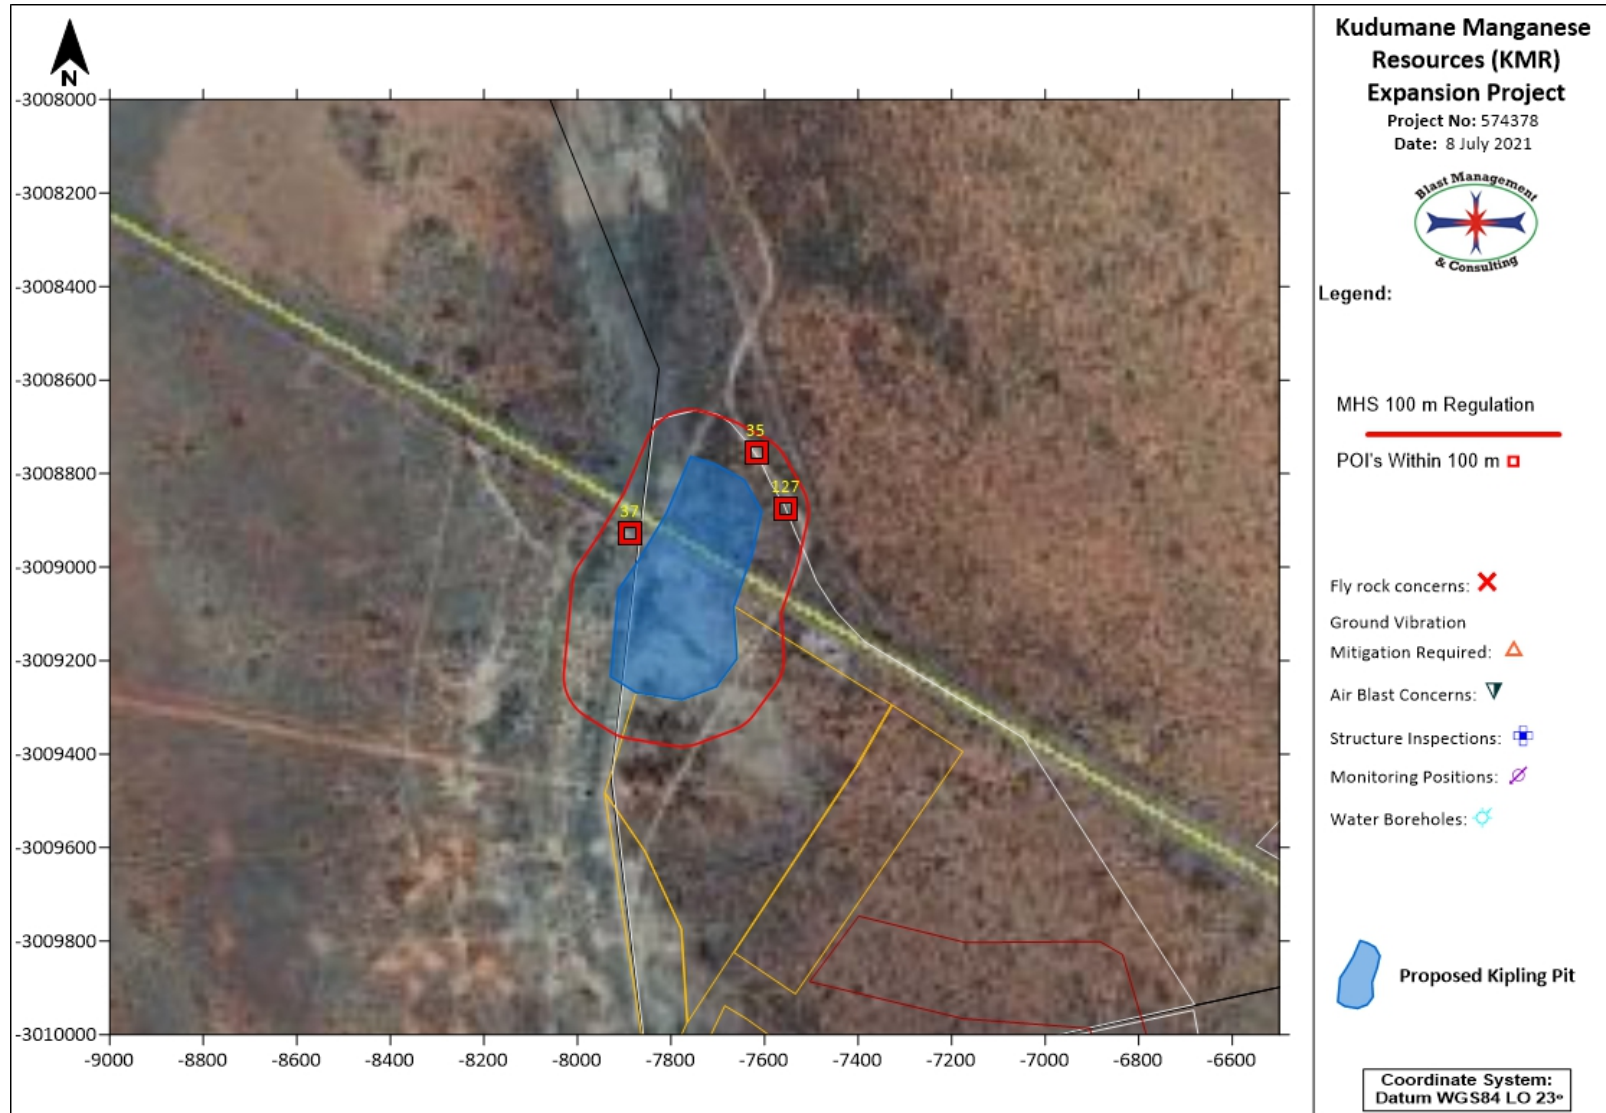 N
-3008000
-3008200
-3008400
-3008600
-3008800
-3009000
-3009200
-3009400
-3009600
-3009800
-3010000
-9000 -8800 -8600 -8400 -8200 -8000 -7800 -7600 -7400 -7200 -7000 -6800 -6600
35
127
37
Kudumane Manganese
Resources (KMR)
Expansion Project
Project No: 574378
Date: 8 July 2021
Blast Management
& Consulting
Legend:
MHS 100 m Regulation
POI's Within 100 m
Fly rock concerns:
Ground Vibration
Mitigation Required:
Air Blast Concerns:
Structure Inspections:
Monitoring Positions:
Water Boreholes:
Proposed Kipling Pit
Coordinate System:
Datum WGS84 LO 23º